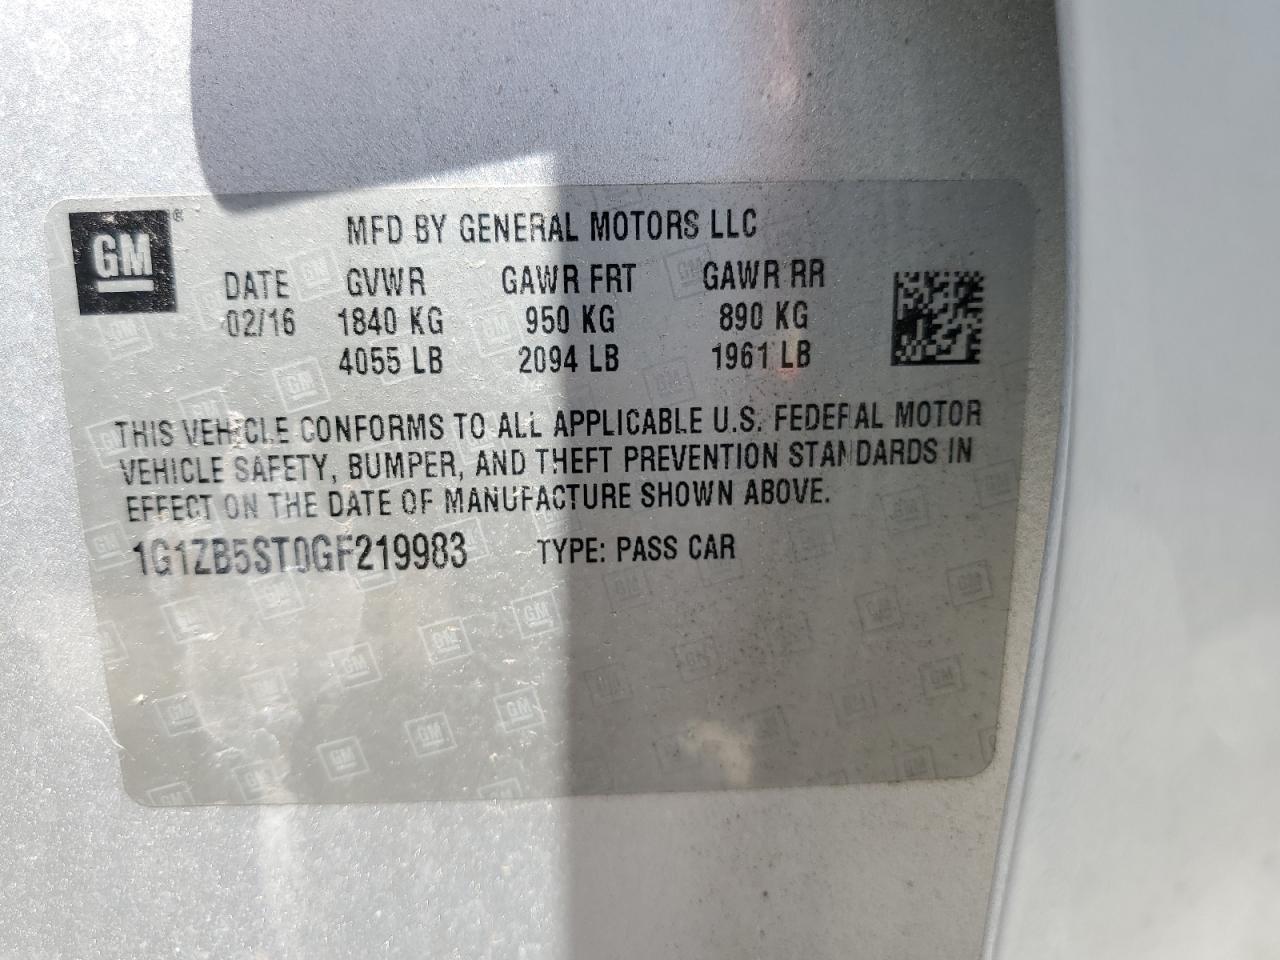 GM ® MFD BY GENERAL MOTORS LLC
DATE GVWR GAWR FRT GAWR RR
02/16 1840 KG 950 KG 890 KG
4055 LB 2094 LB 1961 LB
THIS VEHICLE CONFORMS TO ALL APPLICABLE U.S. FEDERAL MOTOR
VEHICLE SAFETY, BUMPER, AND THEFT PREVENTION STANDARDS IN
EFFECT ON THE DATE OF MANUFACTURE SHOWN ABOVE.
1G1ZB5ST0GF219983 TYPE: PASS CAR